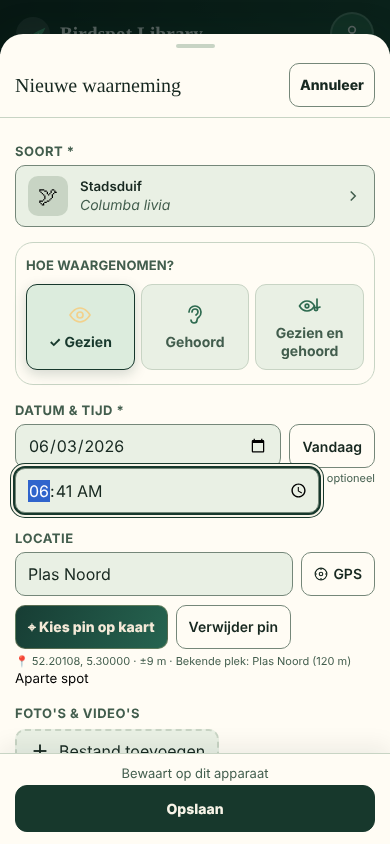 Birdspot Library
Nieuwe waarneming
Annuleer
SOORT *
Stadsduif
Columba livia
HOE WAARGENOMEN?
✓ Gezien
Gehoord
Gezien en
gehoord
DATUM & TIJD *
06/03/2026
Vandaag
06:41 AM
optioneel
LOCATIE
Plas Noord
GPS
⌖ Kies pin op kaart
Verwijder pin
📍 52.20108, 5.30000 · ±9 m · Bekende plek: Plas Noord (120 m)
Aparte spot
FOTO'S & VIDEO'S
+ Bestand toevoegen
Bewaart op dit apparaat
Opslaan